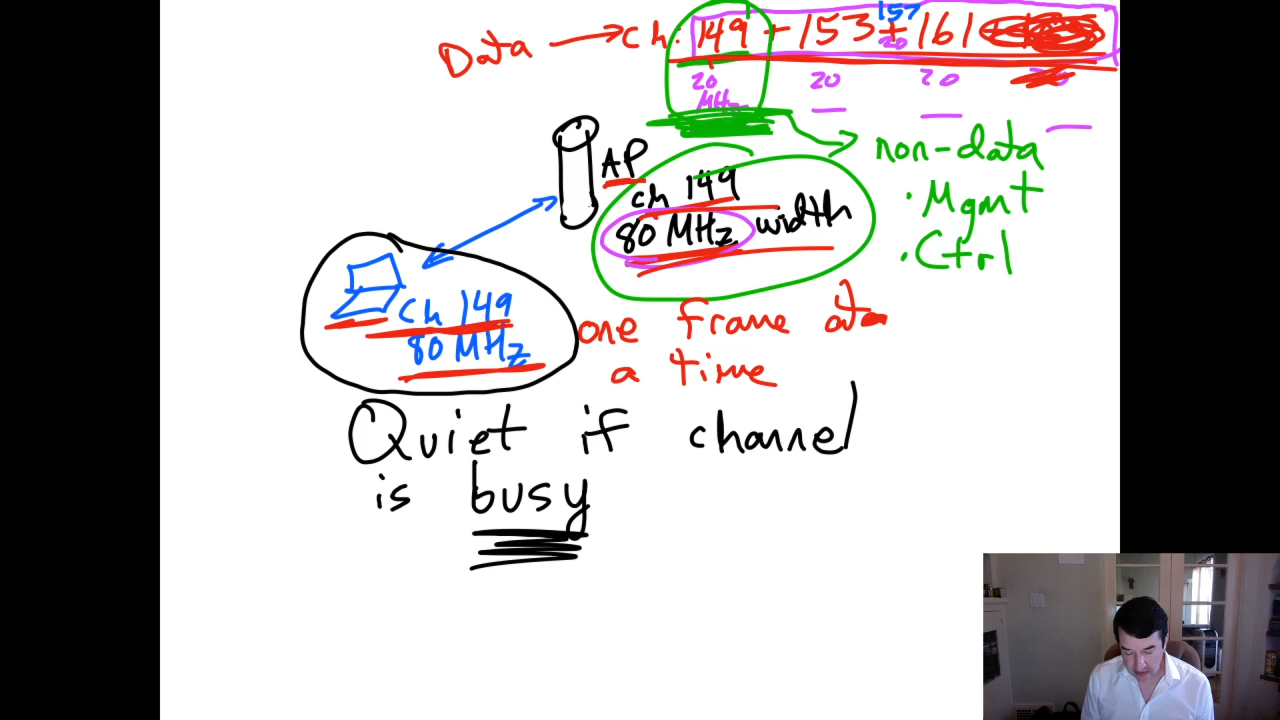 157
Data → ch. 149 + 153 + 161 +
20
20 MHz 20 20
AP
ch 149
80 MHz width
non-data
• Mgmt
• Ctrl
Ch 149
80 MHz
one frame at
a time
Quiet if channel
is busy